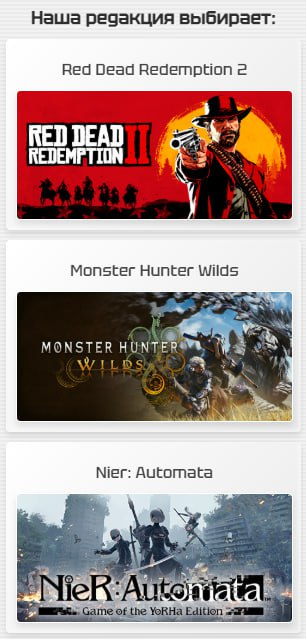 Наша редакция выбирает:
Red Dead Redemption 2
RED DEAD
REDEMPTION II
Monster Hunter Wilds
MONSTER HUNTER
WILDS
Nier: Automata
NieR:Automata
Game of the YoRHa Edition